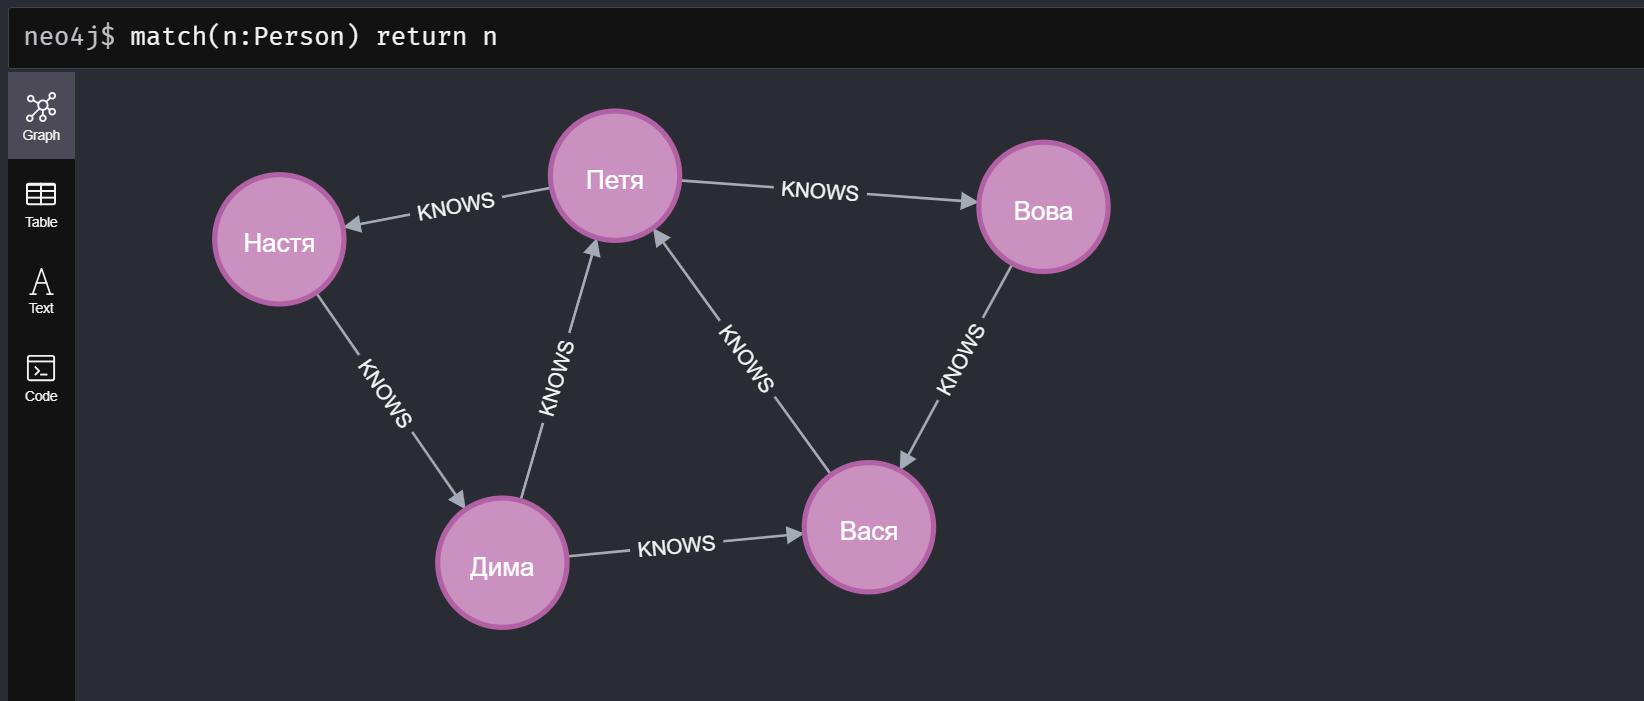 neo4j$ match(n:Person) return n
Graph
Table
Text
Code
Петя
KNOWS
KNOWS
Вова
Настя
KNOWS
KNOWS
KNOWS
KNOWS
Дима
KNOWS
Вася